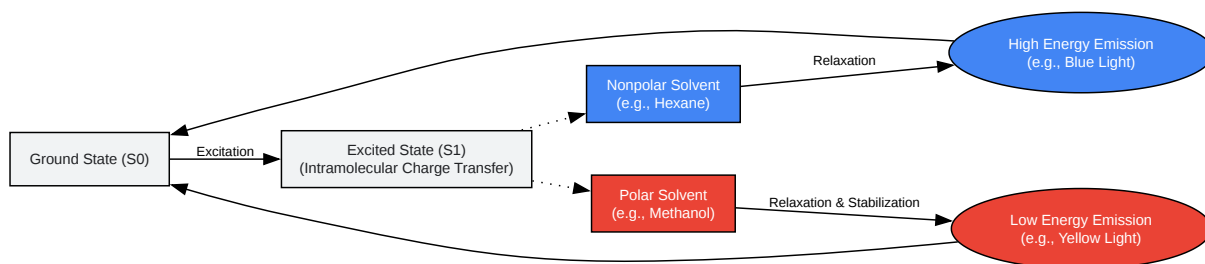 Ground State (S0)
Excitation
Excited State (S1)
(Intramolecular Charge Transfer)
Nonpolar Solvent
(e.g., Hexane)
Relaxation
High Energy Emission
(e.g., Blue Light)
Polar Solvent
(e.g., Methanol)
Relaxation & Stabilization
Low Energy Emission
(e.g., Yellow Light)